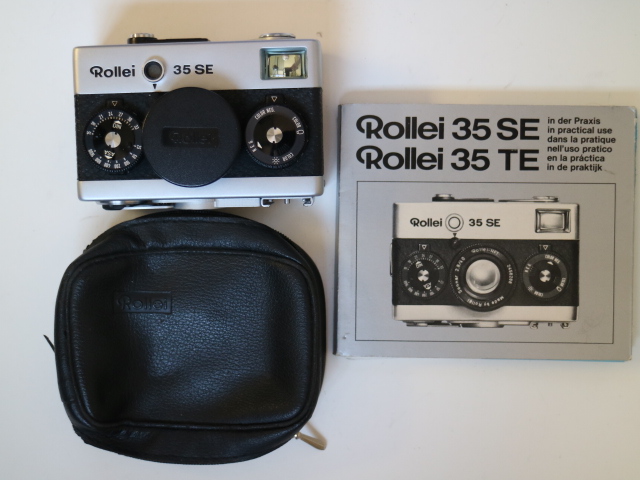 Rollei
35 SE
Rollei
Rollei
Rollei 35 SE
Rollei 35 TE
in der Praxis
in practical use
dans la pratique
nell'uso pratico
en la práctica
in de praktijk
Rollei
35 SE